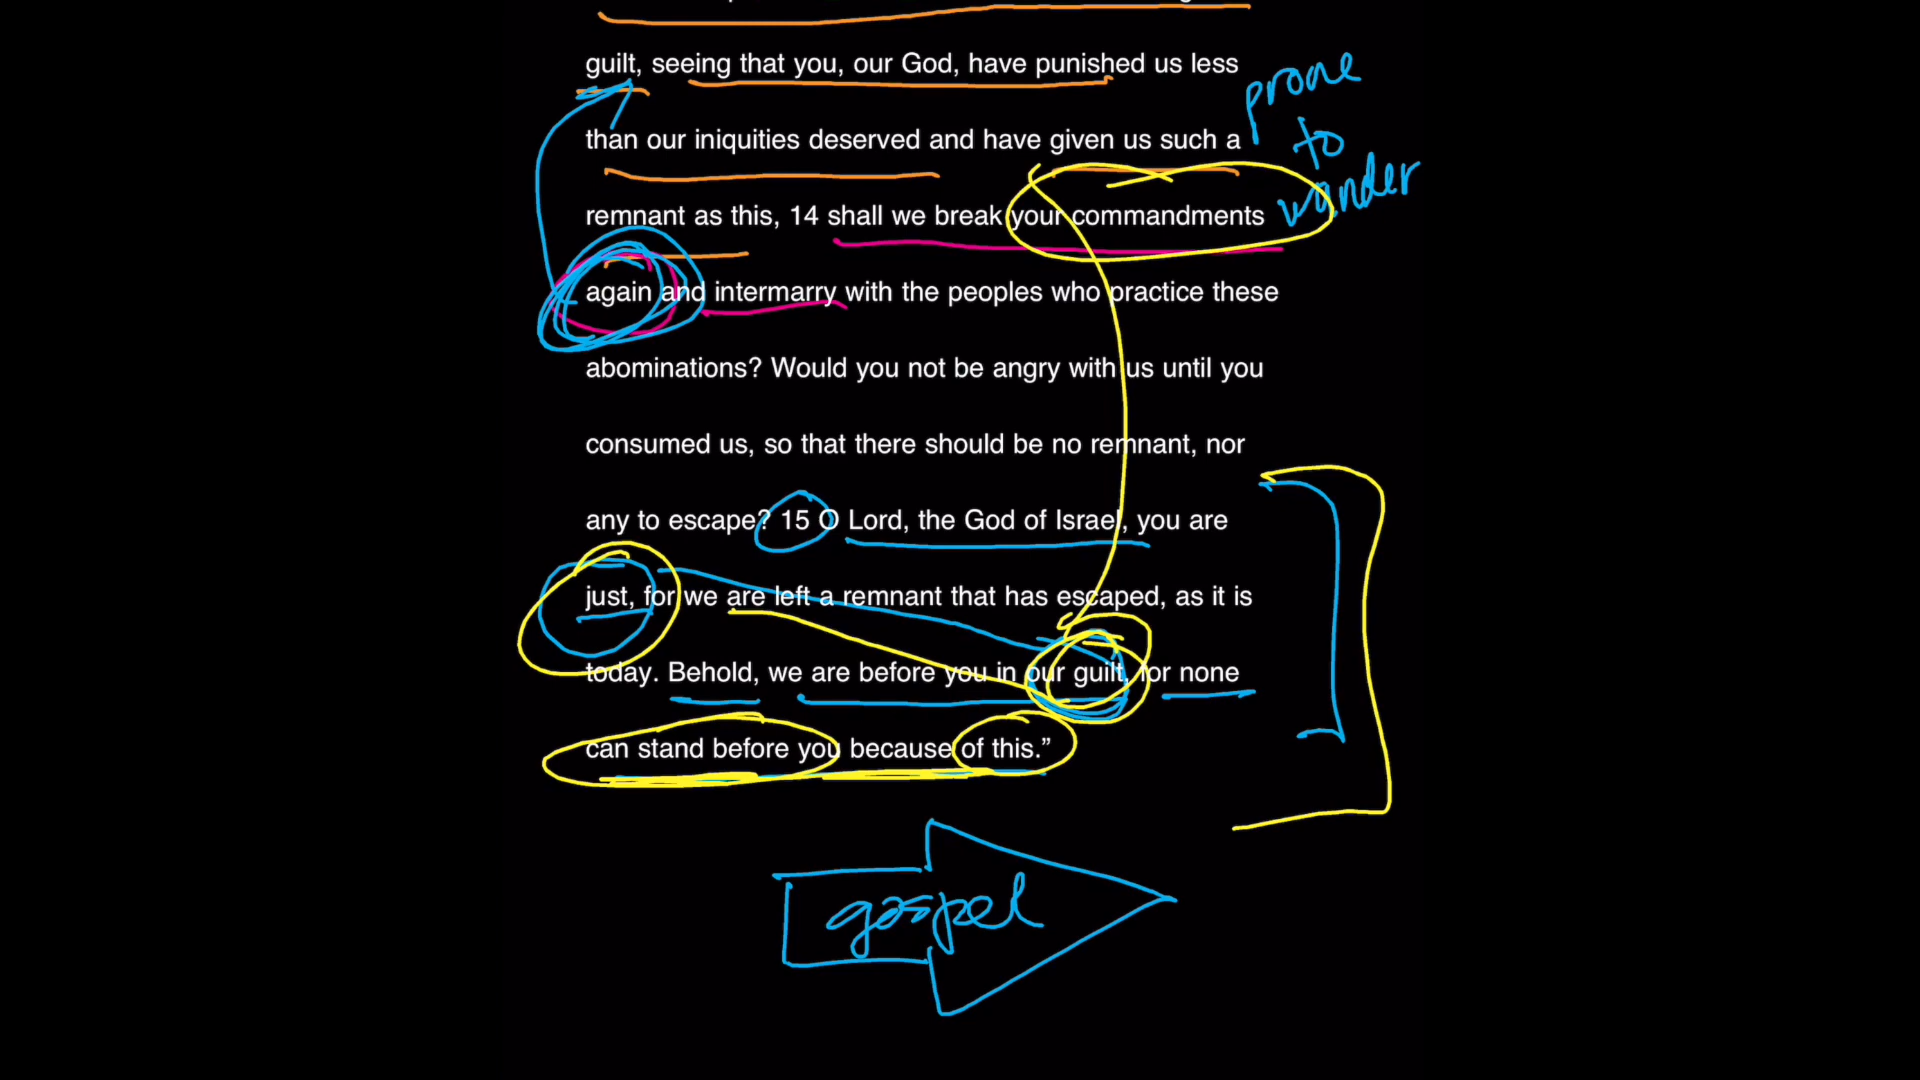 guilt, seeing that you, our God, have punished us less
than our iniquities deserved and have given us such a
remnant as this, 14 shall we break your commandments
again and intermarry with the peoples who practice these
abominations? Would you not be angry with us until you
consumed us, so that there should be no remnant, nor
any to escape? 15 O Lord, the God of Israel, you are
just, for we are left a remnant that has escaped, as it is
today. Behold, we are before you in our guilt, for none
can stand before you because of this.”
prone
to
wander
gospel